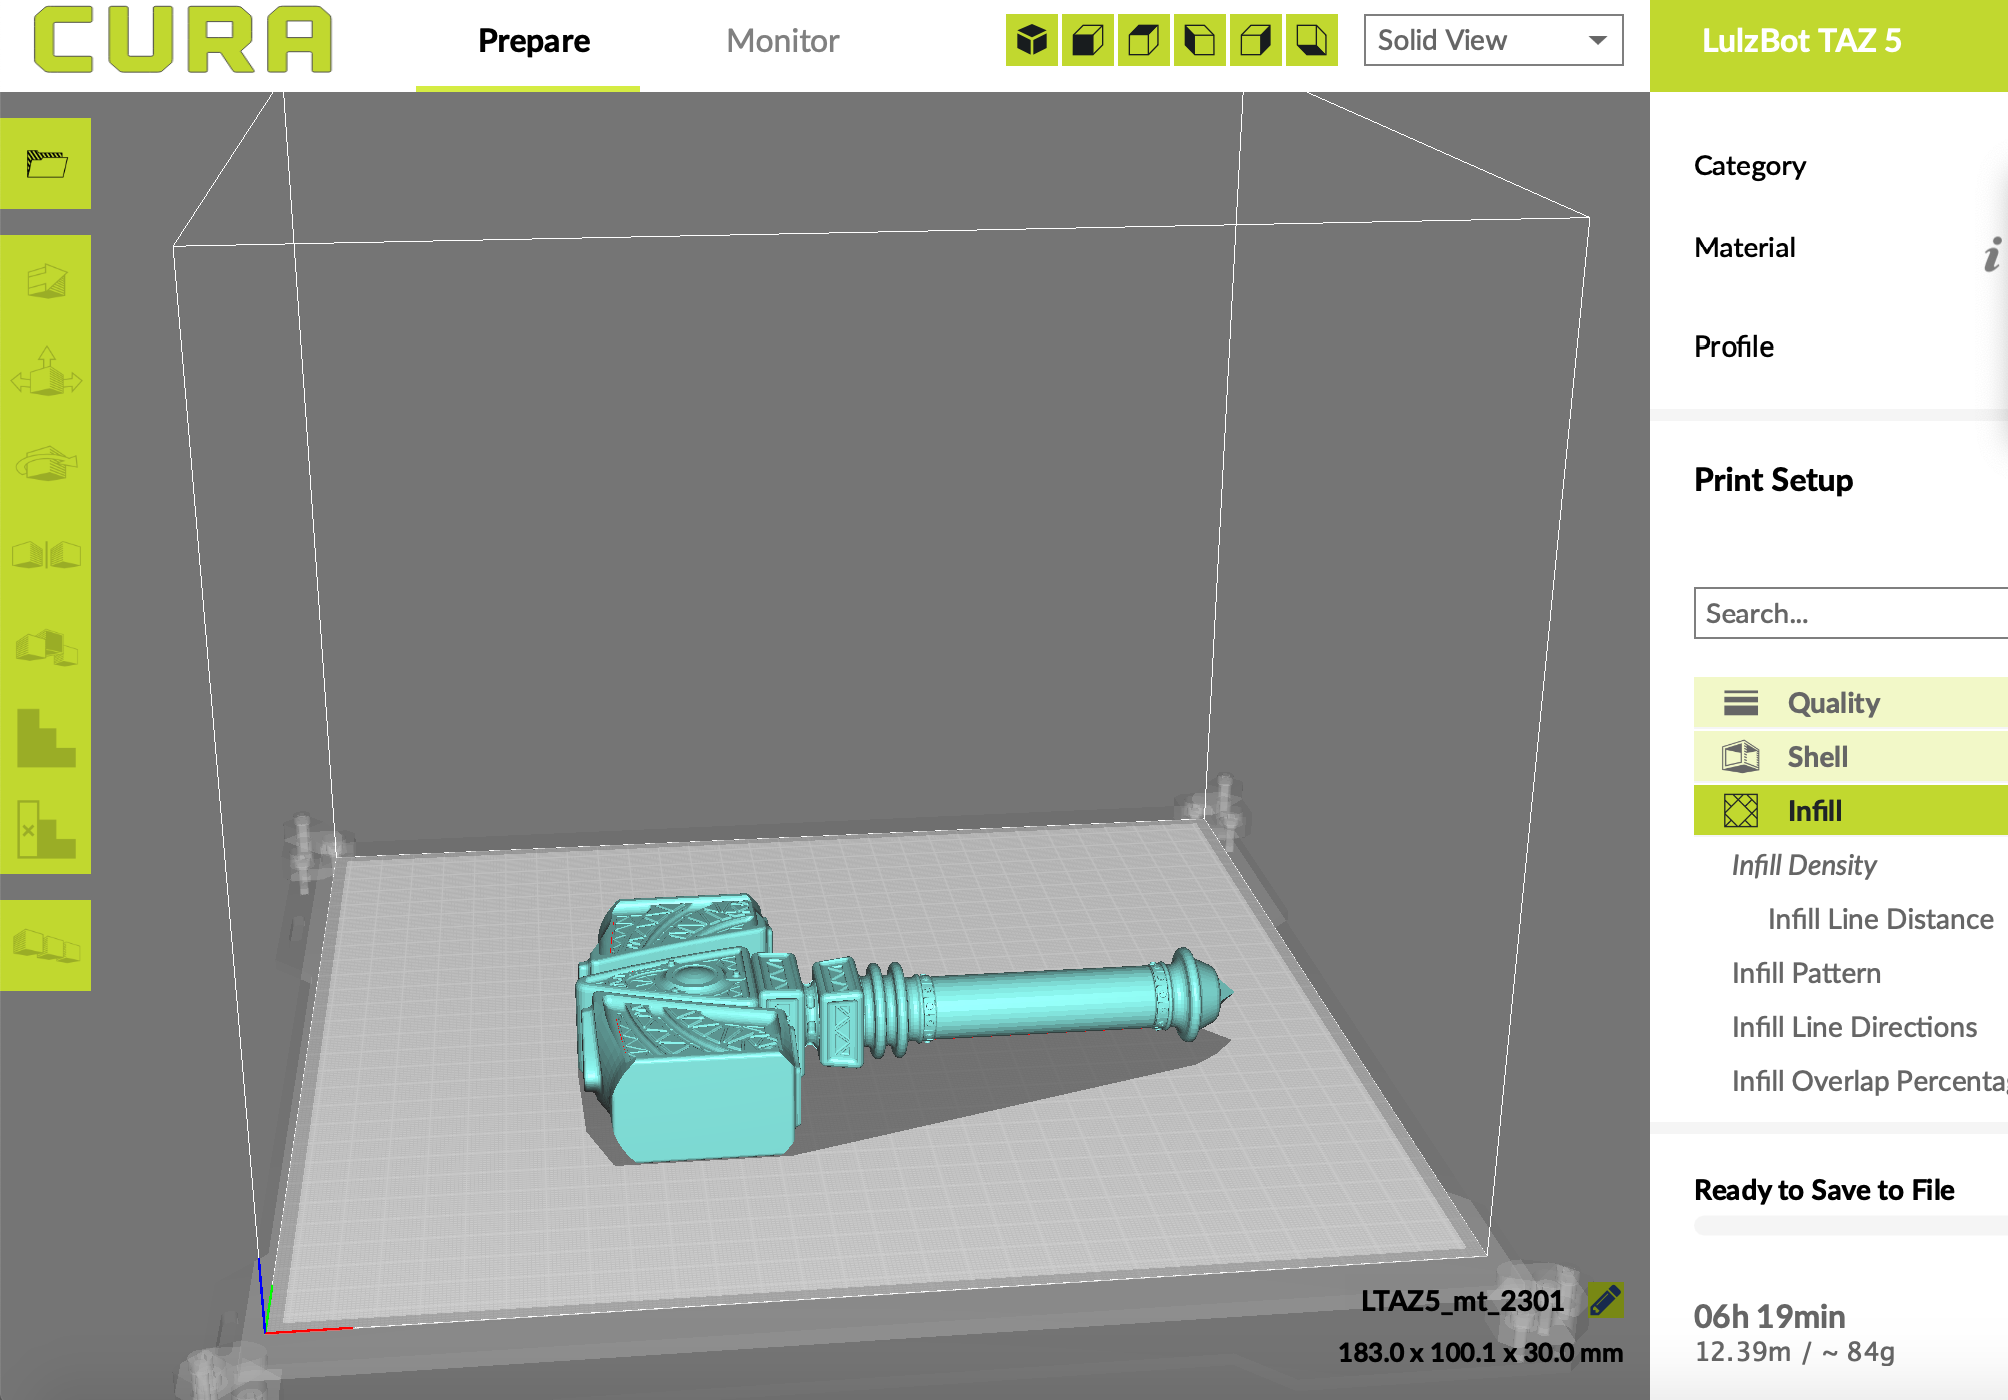 CURA
Prepare
Monitor
Solid View
LulzBot TAZ 5
Category
Material
i
Profile
Print Setup
Search...
Quality
Shell
Infill
Infill Density
Infill Line Distance
Infill Pattern
Infill Line Directions
Infill Overlap Percenta
Ready to Save to File
LTAZ5_mt_2301
183.0 x 100.1 x 30.0 mm
06h 19min
12.39m / ~ 84g